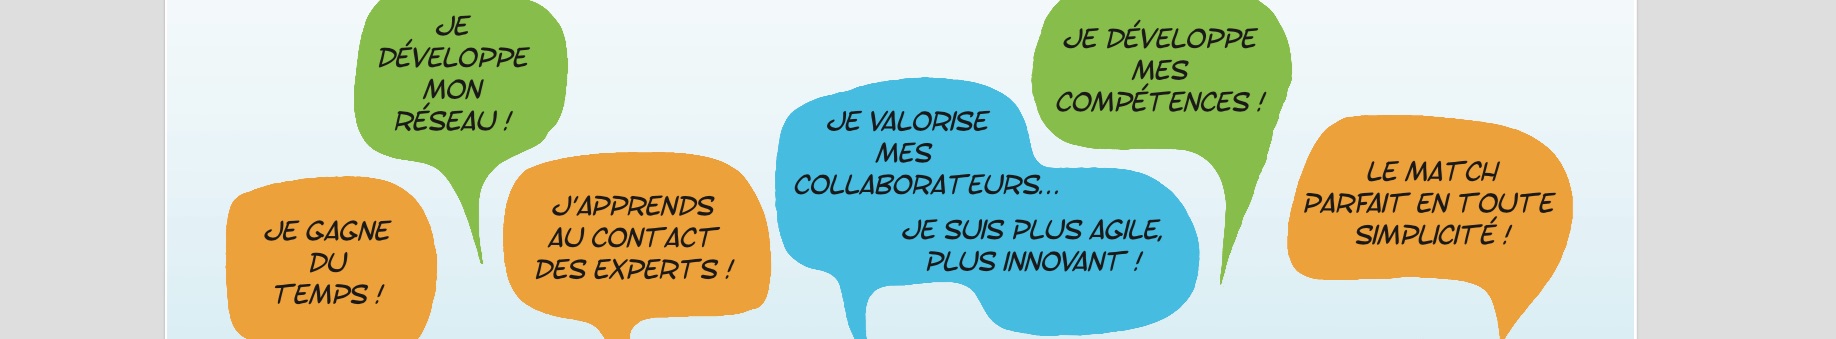 JE
DÉVELOPPE
MON
RÉSEAU !
JE GAGNE
DU
TEMPS !
J'APPRENDS
AU CONTACT
DES EXPERTS !
JE VALORISE
MES
COLLABORATEURS...
JE SUIS PLUS AGILE,
PLUS INNOVANT !
JE DÉVELOPPE
MES
COMPÉTENCES !
LE MATCH
PARFAIT EN TOUTE
SIMPLICITÉ !